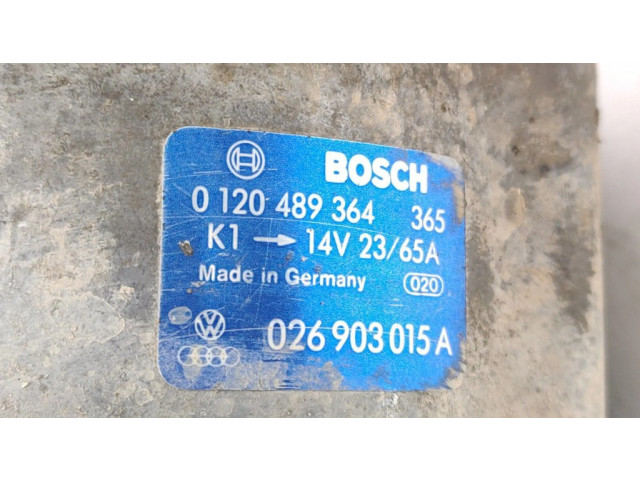 BOSCH
0 120 489 364 365
K1 → 14V 23/65A
Made in Germany 020
026 903 015 A